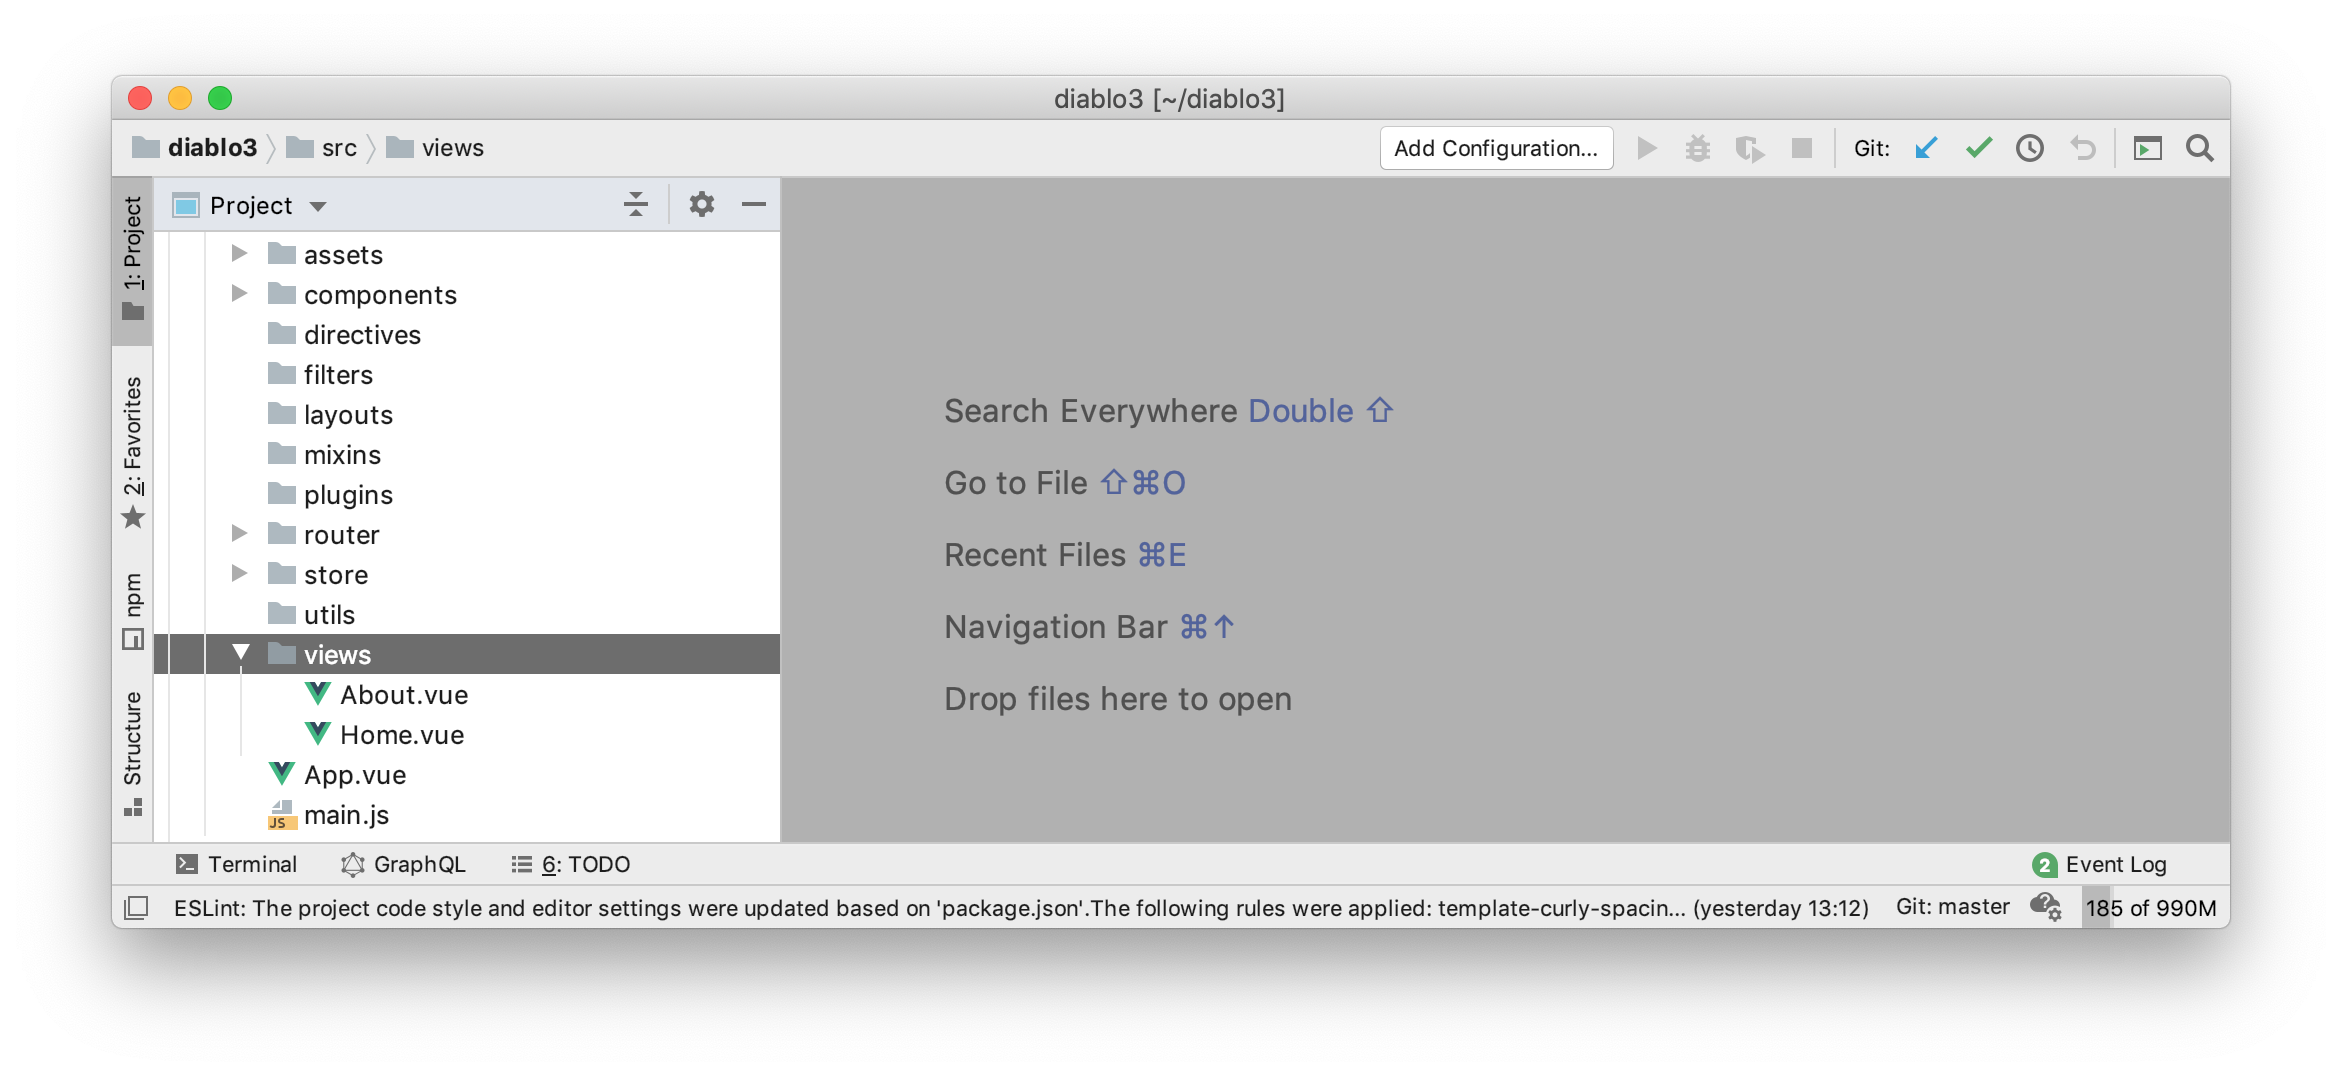 diablo3 [~/diablo3]
diablo3 src views
Add Configuration... Git:
1: Project
2: Favorites
npm
Structure
Project
assets
components
directives
filters
layouts
mixins
plugins
router
store
utils
views
About.vue
Home.vue
App.vue
JS main.js
Search Everywhere Double ⇧
Go to File ⇧⌘O
Recent Files ⌘E
Navigation Bar ⌘↑
Drop files here to open
Terminal GraphQL 6: TODO 2 Event Log
ESLint: The project code style and editor settings were updated based on 'package.json'.The following rules were applied: template-curly-spacin... (yesterday 13:12) Git: master ? 185 of 990M